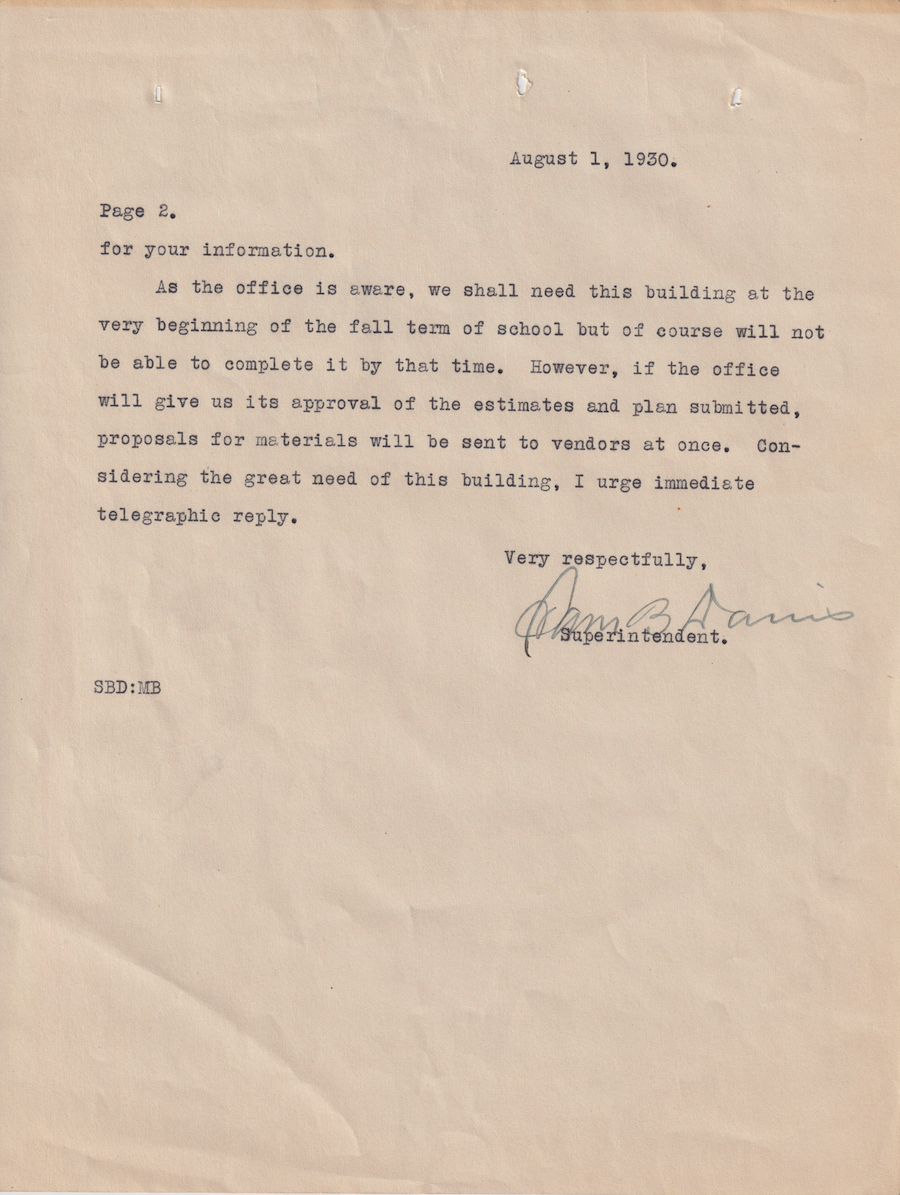 August 1, 1930.
Page 2.
for your information.
As the office is aware, we shall need this building at the
very beginning of the fall term of school but of course will not
be able to complete it by that time. However, if the office
will give us its approval of the estimates and plan submitted,
proposals for materials will be sent to vendors at once. Con-
sidering the great need of this building, I urge immediate
telegraphic reply.
Very respectfully,
Sam B Davis
Superintendent.
SBD:MB